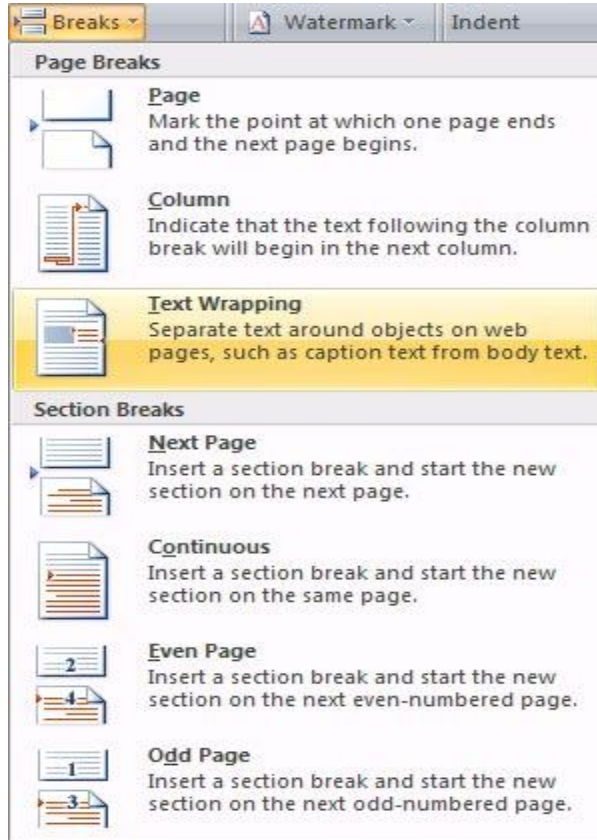 Breaks Watermark Indent
Page Breaks
Page
Mark the point at which one page ends
and the next page begins.
Column
Indicate that the text following the column
break will begin in the next column.
Text Wrapping
Separate text around objects on web
pages, such as caption text from body text.
Section Breaks
Next Page
Insert a section break and start the new
section on the next page.
Continuous
Insert a section break and start the new
section on the same page.
Even Page
Insert a section break and start the new
section on the next even-numbered page.
2
4
Odd Page
Insert a section break and start the new
section on the next odd-numbered page.
1
3